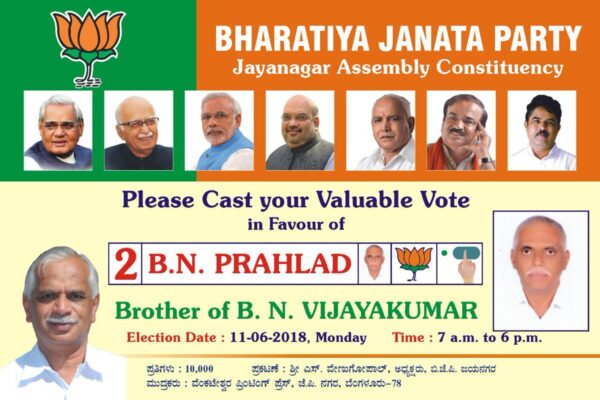 BHARATIYA JANATA PARTY
Jayanagar Assembly Constituency
Please Cast your Valuable Vote
in Favour of
2 B.N. PRAHLAD
Brother of B. N. VIJAYAKUMAR
Election Date : 11-06-2018, Monday Time : 7 a.m. to 6 p.m.
ಪ್ರತಿಗಳು : 10,000 ಪ್ರಕಟಣೆ : ಶ್ರೀ ಎಸ್. ವೇಣುಗೋಪಾಲ್, ಅಧ್ಯಕ್ಷರು, ಬಿ.ಜೆ.ಪಿ. ಜಯನಗರ
ಮುದ್ರಕರು : ವೆಂಕಟೇಶ್ವರ ಪ್ರಿಂಟಿಂಗ್ ಪ್ರೆಸ್, ಜೆ.ಪಿ. ನಗರ, ಬೆಂಗಳೂರು-78